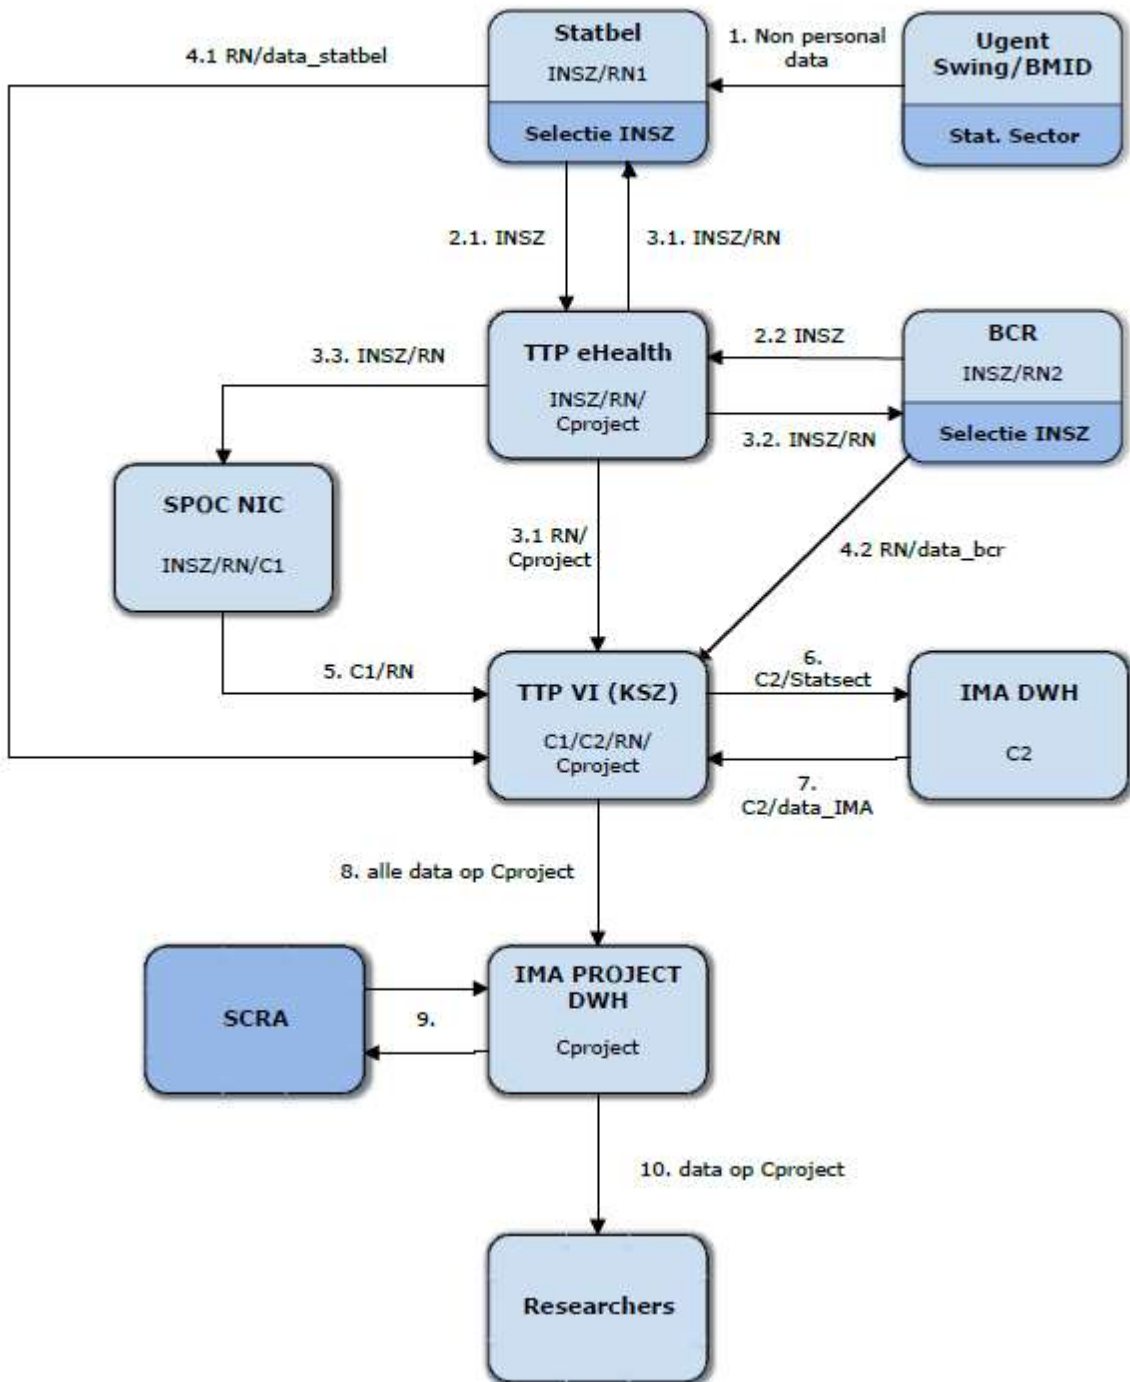 4.1 RN/data_statbel
Statbel
INSZ/RN1
Selectie INSZ
1. Non personal
data
Ugent
Swing/BMID
Stat. Sector
2.1. INSZ
3.1. INSZ/RN
3.3. INSZ/RN
TTP eHealth
INSZ/RN/
Cproject
2.2 INSZ
3.2. INSZ/RN
BCR
INSZ/RN2
Selectie INSZ
SPOC NIC
INSZ/RN/C1
3.1 RN/
Cproject
4.2 RN/data_bcr
5. C1/RN
TTP VI (KSZ)
C1/C2/RN/
Cproject
6.
C2/Statsect
IMA DWH
C2
7.
C2/data_IMA
8. alle data op Cproject
SCRA
9.
IMA PROJECT
DWH
Cproject
10. data op Cproject
Researchers